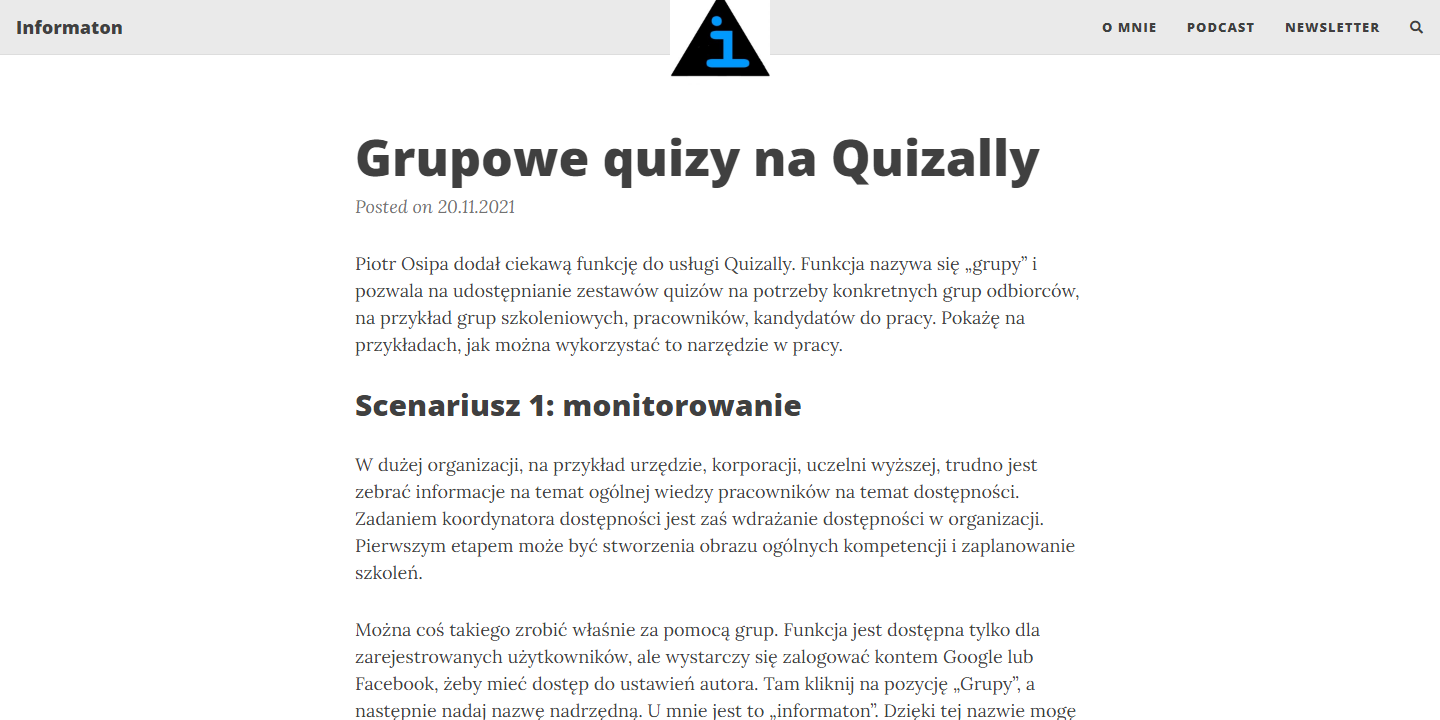 Informaton
i
O MNIE
PODCAST
NEWSLETTER
Grupowe quizy na Quizally
Posted on 20.11.2021
Piotr Osipa dodał ciekawą funkcję do usługi Quizally. Funkcja nazywa się „grupy” i
pozwala na udostępnianie zestawów quizów na potrzeby konkretnych grup odbiorców,
na przykład grup szkoleniowych, pracowników, kandydatów do pracy. Pokażę na
przykładach, jak można wykorzystać to narzędzie w pracy.
Scenariusz 1: monitorowanie
W dużej organizacji, na przykład urzędzie, korporacji, uczelni wyższej, trudno jest
zebrać informacje na temat ogólnej wiedzy pracowników na temat dostępności.
Zadaniem koordynatora dostępności jest zaś wdrażanie dostępności w organizacji.
Pierwszym etapem może być stworzenia obrazu ogólnych kompetencji i zaplanowanie
szkoleń.
Można coś takiego zrobić właśnie za pomocą grup. Funkcja jest dostępna tylko dla
zarejestrowanych użytkowników, ale wystarczy się zalogować kontem Google lub
Facebook, żeby mieć dostęp do ustawień autora. Tam kliknij na pozycję „Grupy”, a
następnie nadaj nazwę nadrzędną. U mnie jest to „informaton”. Dzięki tej nazwie mogę